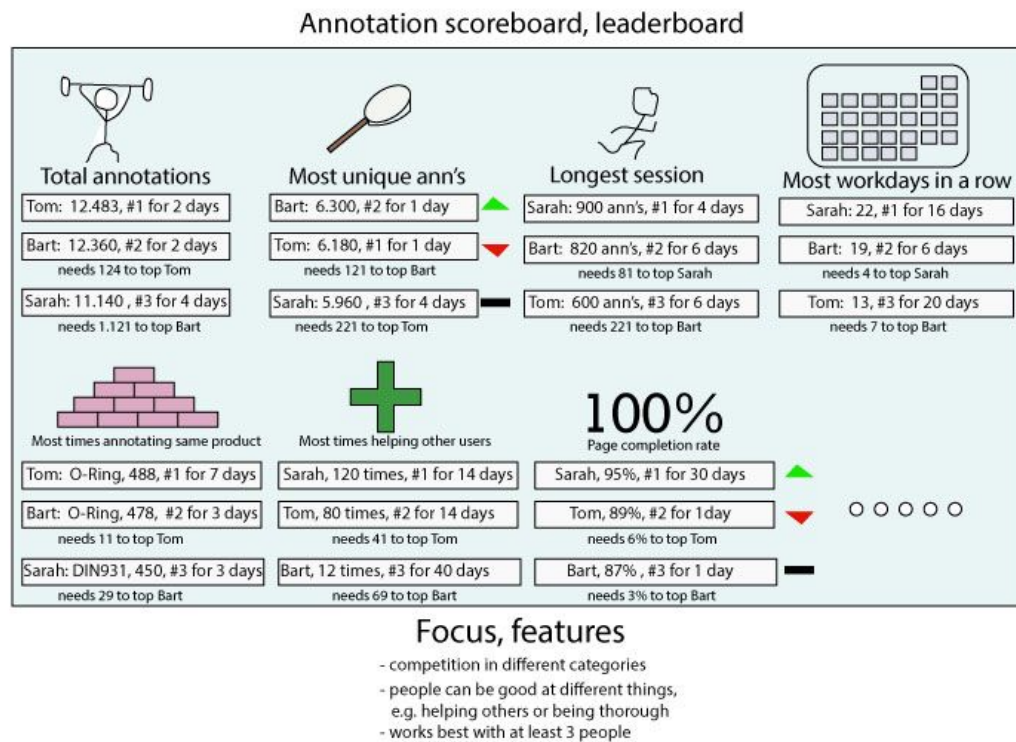 Annotation scoreboard, leaderboard
Total annotations
Tom: 12.483, #1 for 2 days
Bart: 12.360, #2 for 2 days
needs 124 to top Tom
Sarah: 11.140 , #3 for 4 days
needs 1.121 to top Bart
Most unique ann's
Bart: 6.300, #2 for 1 day
Tom: 6.180, #1 for 1 day
needs 121 to top Bart
Sarah: 5.960 , #3 for 4 days
needs 221 to top Tom
Longest session
Sarah: 900 ann's, #1 for 4 days
Bart: 820 ann's, #2 for 6 days
needs 81 to top Sarah
Tom: 600 ann's, #3 for 6 days
needs 221 to top Bart
Most workdays in a row
Sarah: 22, #1 for 16 days
Bart: 19, #2 for 6 days
needs 4 to top Sarah
Tom: 13, #3 for 20 days
needs 7 to top Bart
Most times annotating same product
Tom: O-Ring, 488, #1 for 7 days
Bart: O-Ring, 478, #2 for 3 days
needs 11 to top Tom
Sarah: DIN931, 450, #3 for 3 days
needs 29 to top Bart
Most times helping other users
Sarah, 120 times, #1 for 14 days
Tom, 80 times, #2 for 14 days
needs 41 to top Tom
Bart, 12 times, #3 for 40 days
needs 69 to top Bart
100%
Page completion rate
Sarah, 95%, #1 for 30 days
Tom, 89%, #2 for 1day
needs 6% to top Tom
Bart, 87% , #3 for 1 day
needs 3% to top Bart
Focus, features
- competition in different categories
- people can be good at different things,
e.g. helping others or being thorough
- works best with at least 3 people